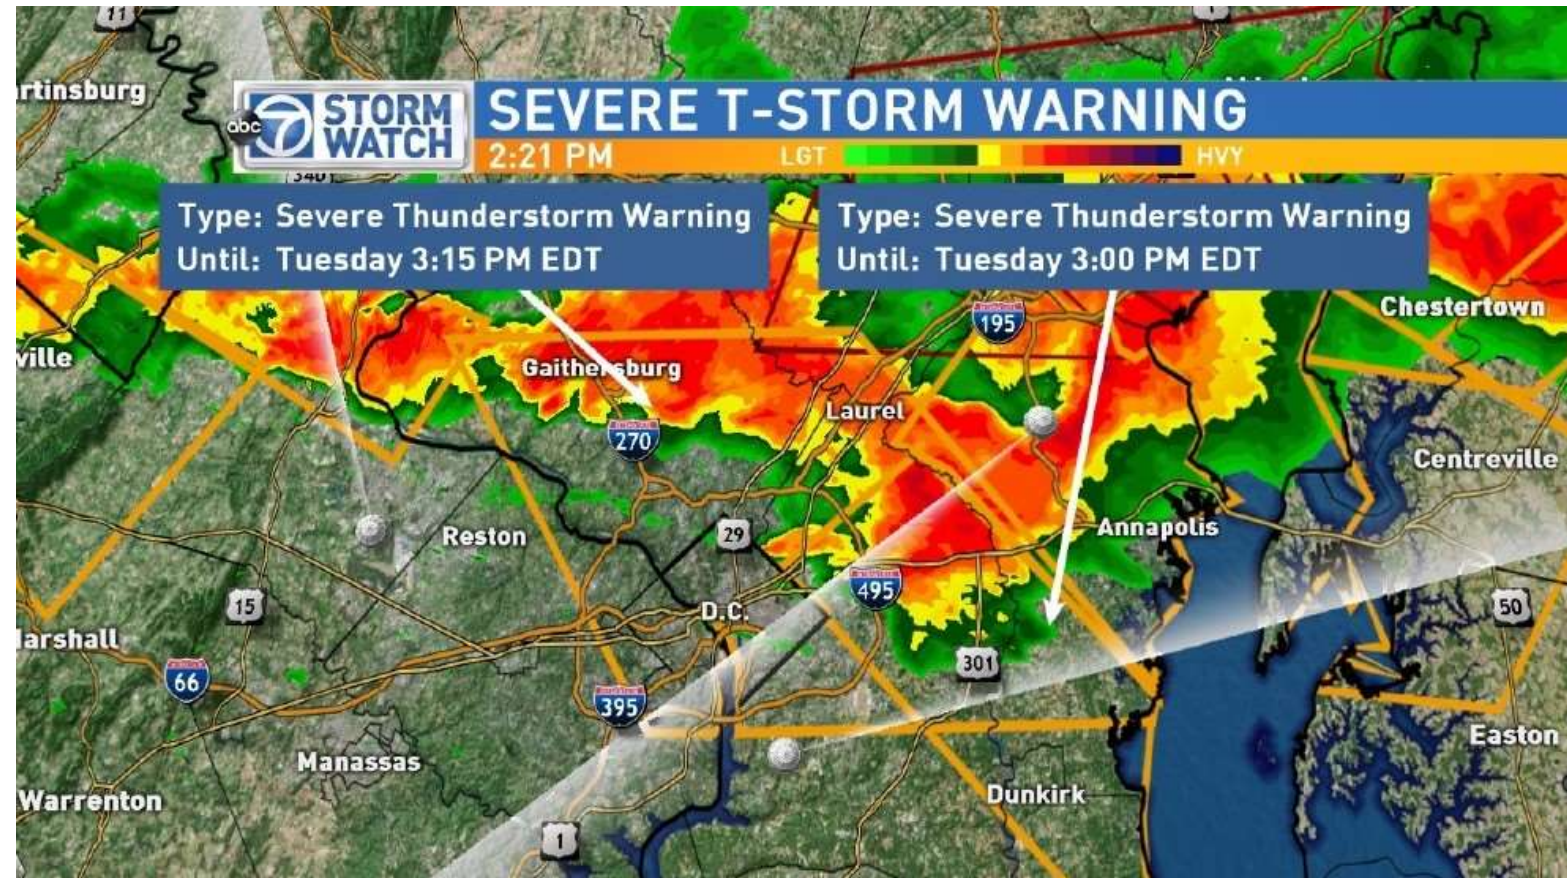 11
1
rtinsburg
abc 7 STORM WATCH
SEVERE T-STORM WARNING
2:21 PM
LGT
HVY
340
Type: Severe Thunderstorm Warning
Until: Tuesday 3:15 PM EDT
Type: Severe Thunderstorm Warning
Until: Tuesday 3:00 PM EDT
Chestertown
195
ville
Gaithersburg
Laurel
270
Centreville
Annapolis
Reston
29
495
15
D.C.
50
arshall
301
66
395
Easton
Manassas
Dunkirk
Warrenton
1